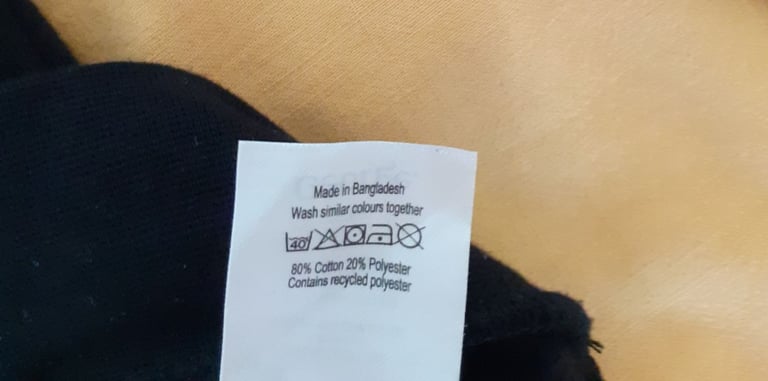 Made in Bangladesh
Wash similar colours together
40
80% Cotton 20% Polyester
Contains recycled polyester